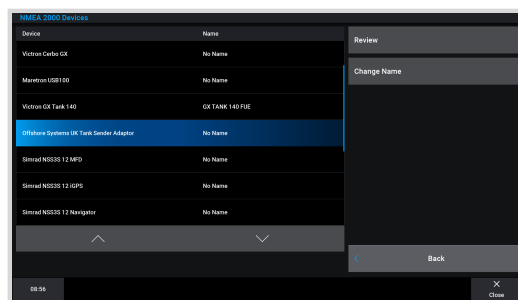 NMEA 2000 Devices
Device Name
Review
Victron Cerbo GX No Name
Change Name
Maretron USB100 No Name
Victron GX Tank 140 GX TANK 140 FUE
Offshore Systems UK Tank Sender Adaptor No Name
Simrad NSS3S 12 MFD No Name
Simrad NSS3S 12 iGPS No Name
Simrad NSS3S 12 Navigator No Name
Back
08:56
Close